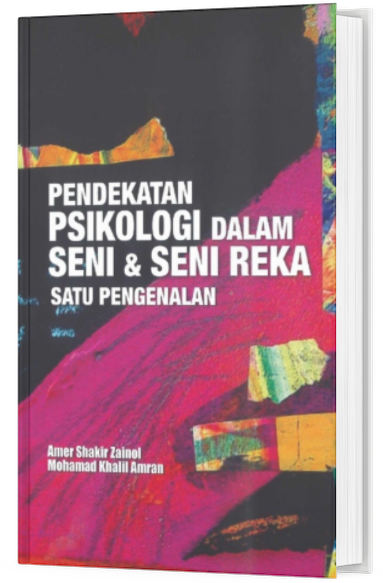 PENDEKATAN
PSIKOLOGI DALAM
SENI & SENI REKA
SATU PENGENALAN
Amer Shakir Zainol
Mohamad Khalil Amran